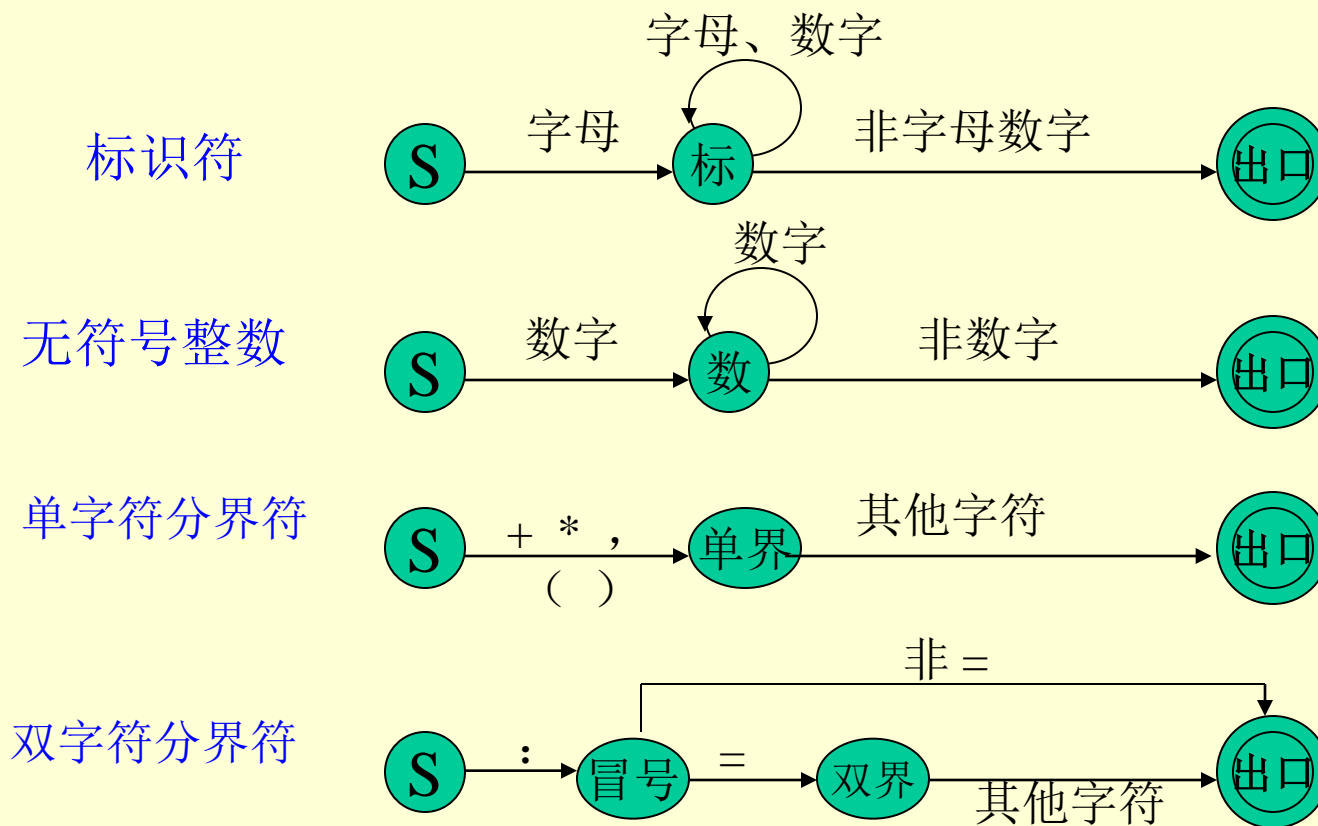 字母、数字
标识符 S 字母 标 非字母数字 出口
数字
无符号整数 S 数字 数 非数字 出口
单字符分界符 S + * , 单界 其他字符 出口
( )
非 =
双字符分界符 S : 冒号 = 双界 其他字符 出口